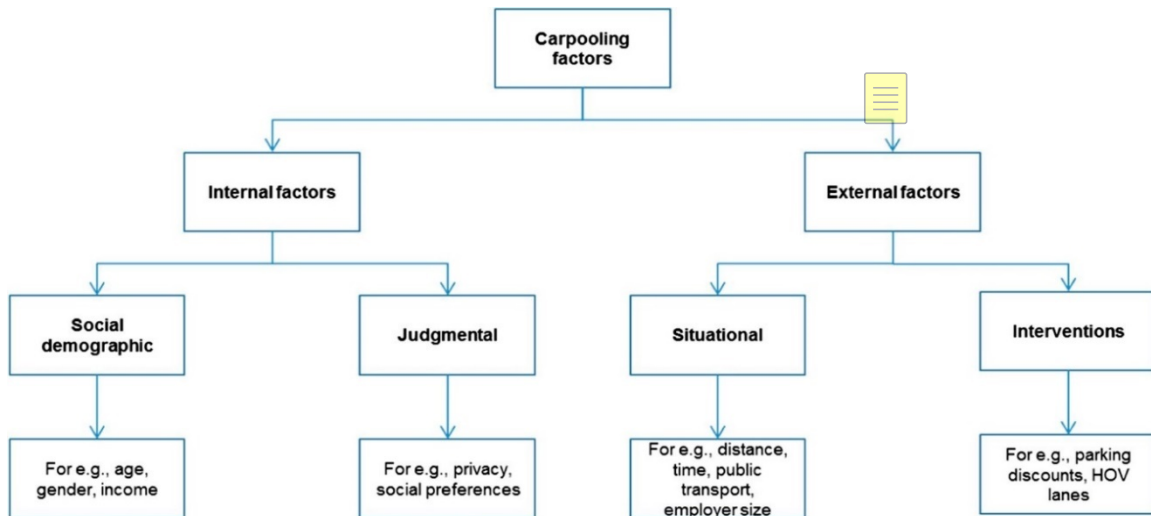 Carpooling
factors
Internal factors
External factors
Social
demographic
Judgmental
Situational
Interventions
For e.g., age,
gender, income
For e.g., privacy,
social preferences
For e.g., distance,
time, public
transport,
employer size
For e.g., parking
discounts, HOV
lanes